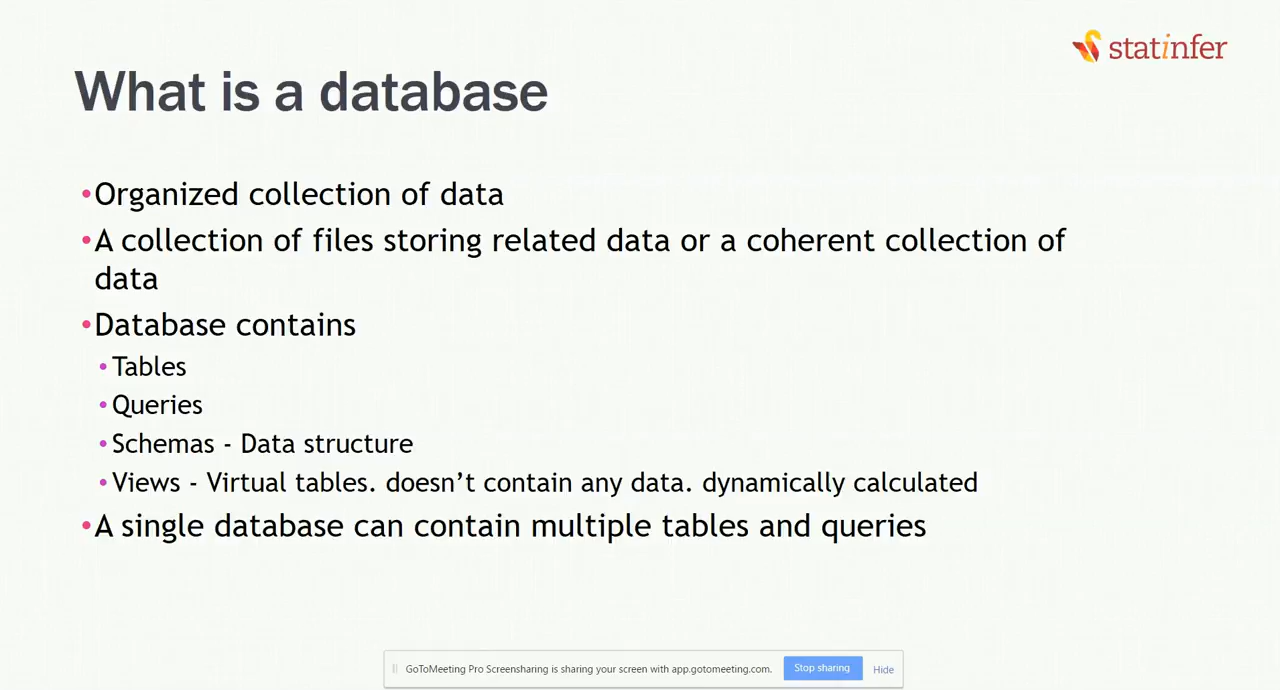 statinfer
What is a database
•Organized collection of data
•A collection of files storing related data or a coherent collection of
data
•Database contains
•Tables
•Queries
•Schemas - Data structure
•Views - Virtual tables. doesn’t contain any data. dynamically calculated
•A single database can contain multiple tables and queries
GoToMeeting Pro Screensharing is sharing your screen with app.gotomeeting.com. Stop sharing Hide